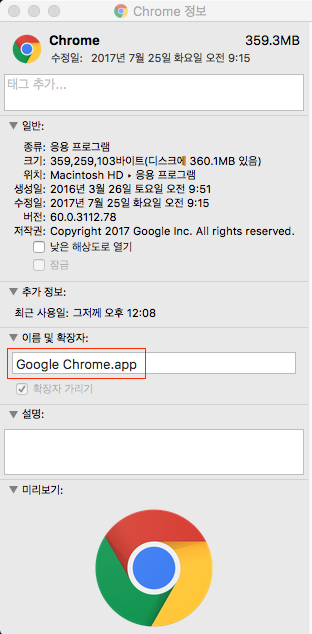 Chrome 정보
Chrome 359.3MB
수정일: 2017년 7월 25일 화요일 오전 9:15
태그 추가...
일반:
종류: 응용 프로그램
크기: 359,259,103바이트(디스크에 360.1MB 있음)
위치: Macintosh HD ▸ 응용 프로그램
생성일: 2016년 3월 26일 토요일 오전 9:51
수정일: 2017년 7월 25일 화요일 오전 9:15
버전: 60.0.3112.78
저작권: Copyright 2017 Google Inc. All rights reserved.
낮은 해상도로 열기
잠금
추가 정보:
최근 사용일: 그저께 오후 12:08
이름 및 확장자:
Google Chrome.app
확장자 가리기
설명:
미리보기: